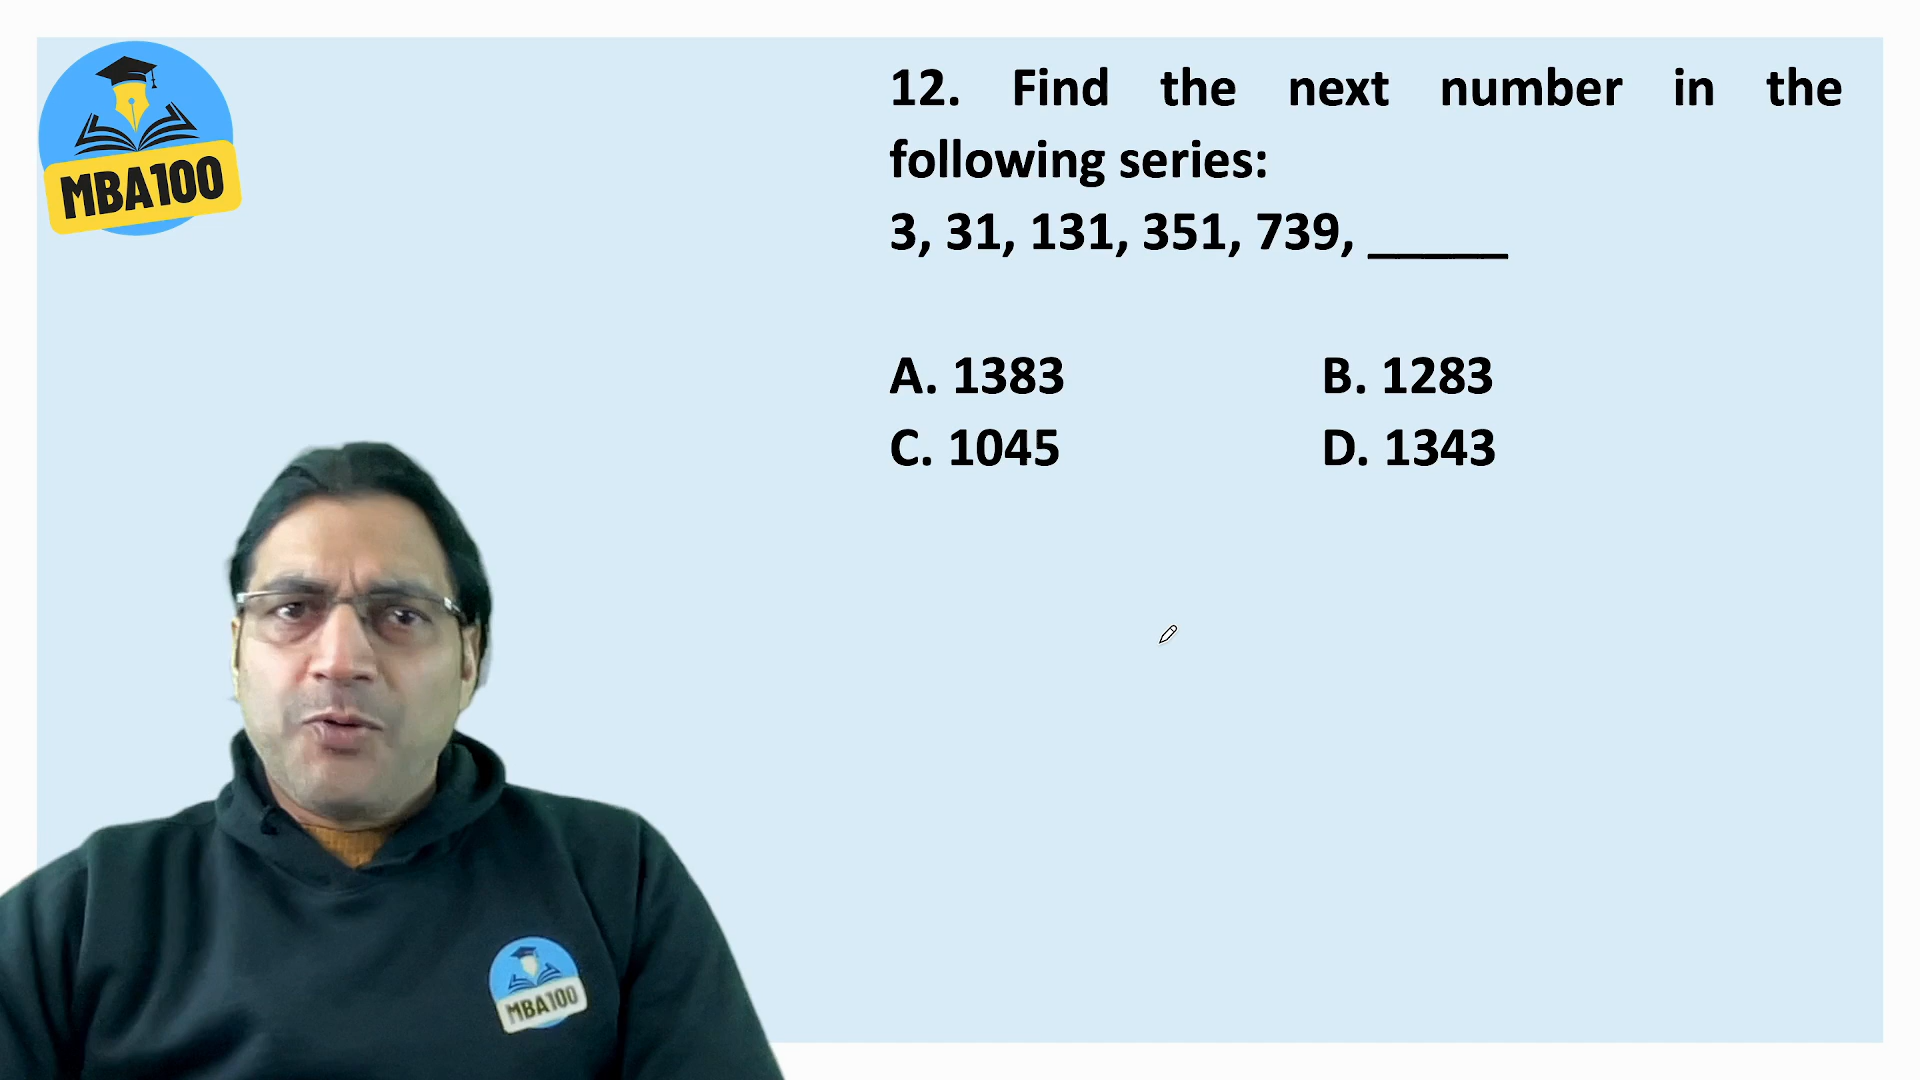 MBA100
12. Find the next number in the
following series:
3, 31, 131, 351, 739, _____
A. 1383 B. 1283
C. 1045 D. 1343
MBA100